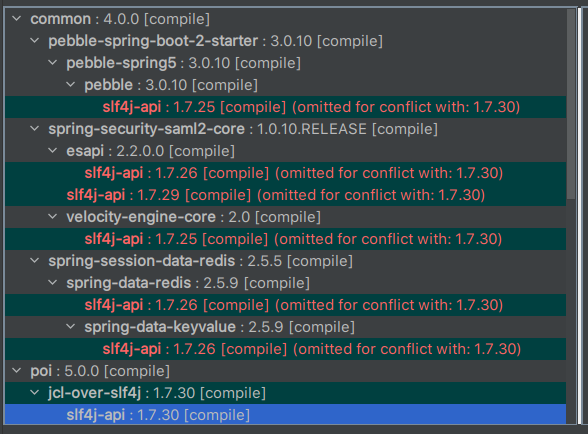 common : 4.0.0 [compile]
pebble-spring-boot-2-starter : 3.0.10 [compile]
pebble-spring5 : 3.0.10 [compile]
pebble : 3.0.10 [compile]
slf4j-api : 1.7.25 [compile] (omitted for conflict with: 1.7.30)
spring-security-saml2-core : 1.0.10.RELEASE [compile]
esapi : 2.2.0.0 [compile]
slf4j-api : 1.7.26 [compile] (omitted for conflict with: 1.7.30)
slf4j-api : 1.7.29 [compile] (omitted for conflict with: 1.7.30)
velocity-engine-core : 2.0 [compile]
slf4j-api : 1.7.25 [compile] (omitted for conflict with: 1.7.30)
spring-session-data-redis : 2.5.5 [compile]
spring-data-redis : 2.5.9 [compile]
slf4j-api : 1.7.26 [compile] (omitted for conflict with: 1.7.30)
spring-data-keyvalue : 2.5.9 [compile]
slf4j-api : 1.7.26 [compile] (omitted for conflict with: 1.7.30)
poi : 5.0.0 [compile]
jcl-over-slf4j : 1.7.30 [compile]
slf4j-api : 1.7.30 [compile]